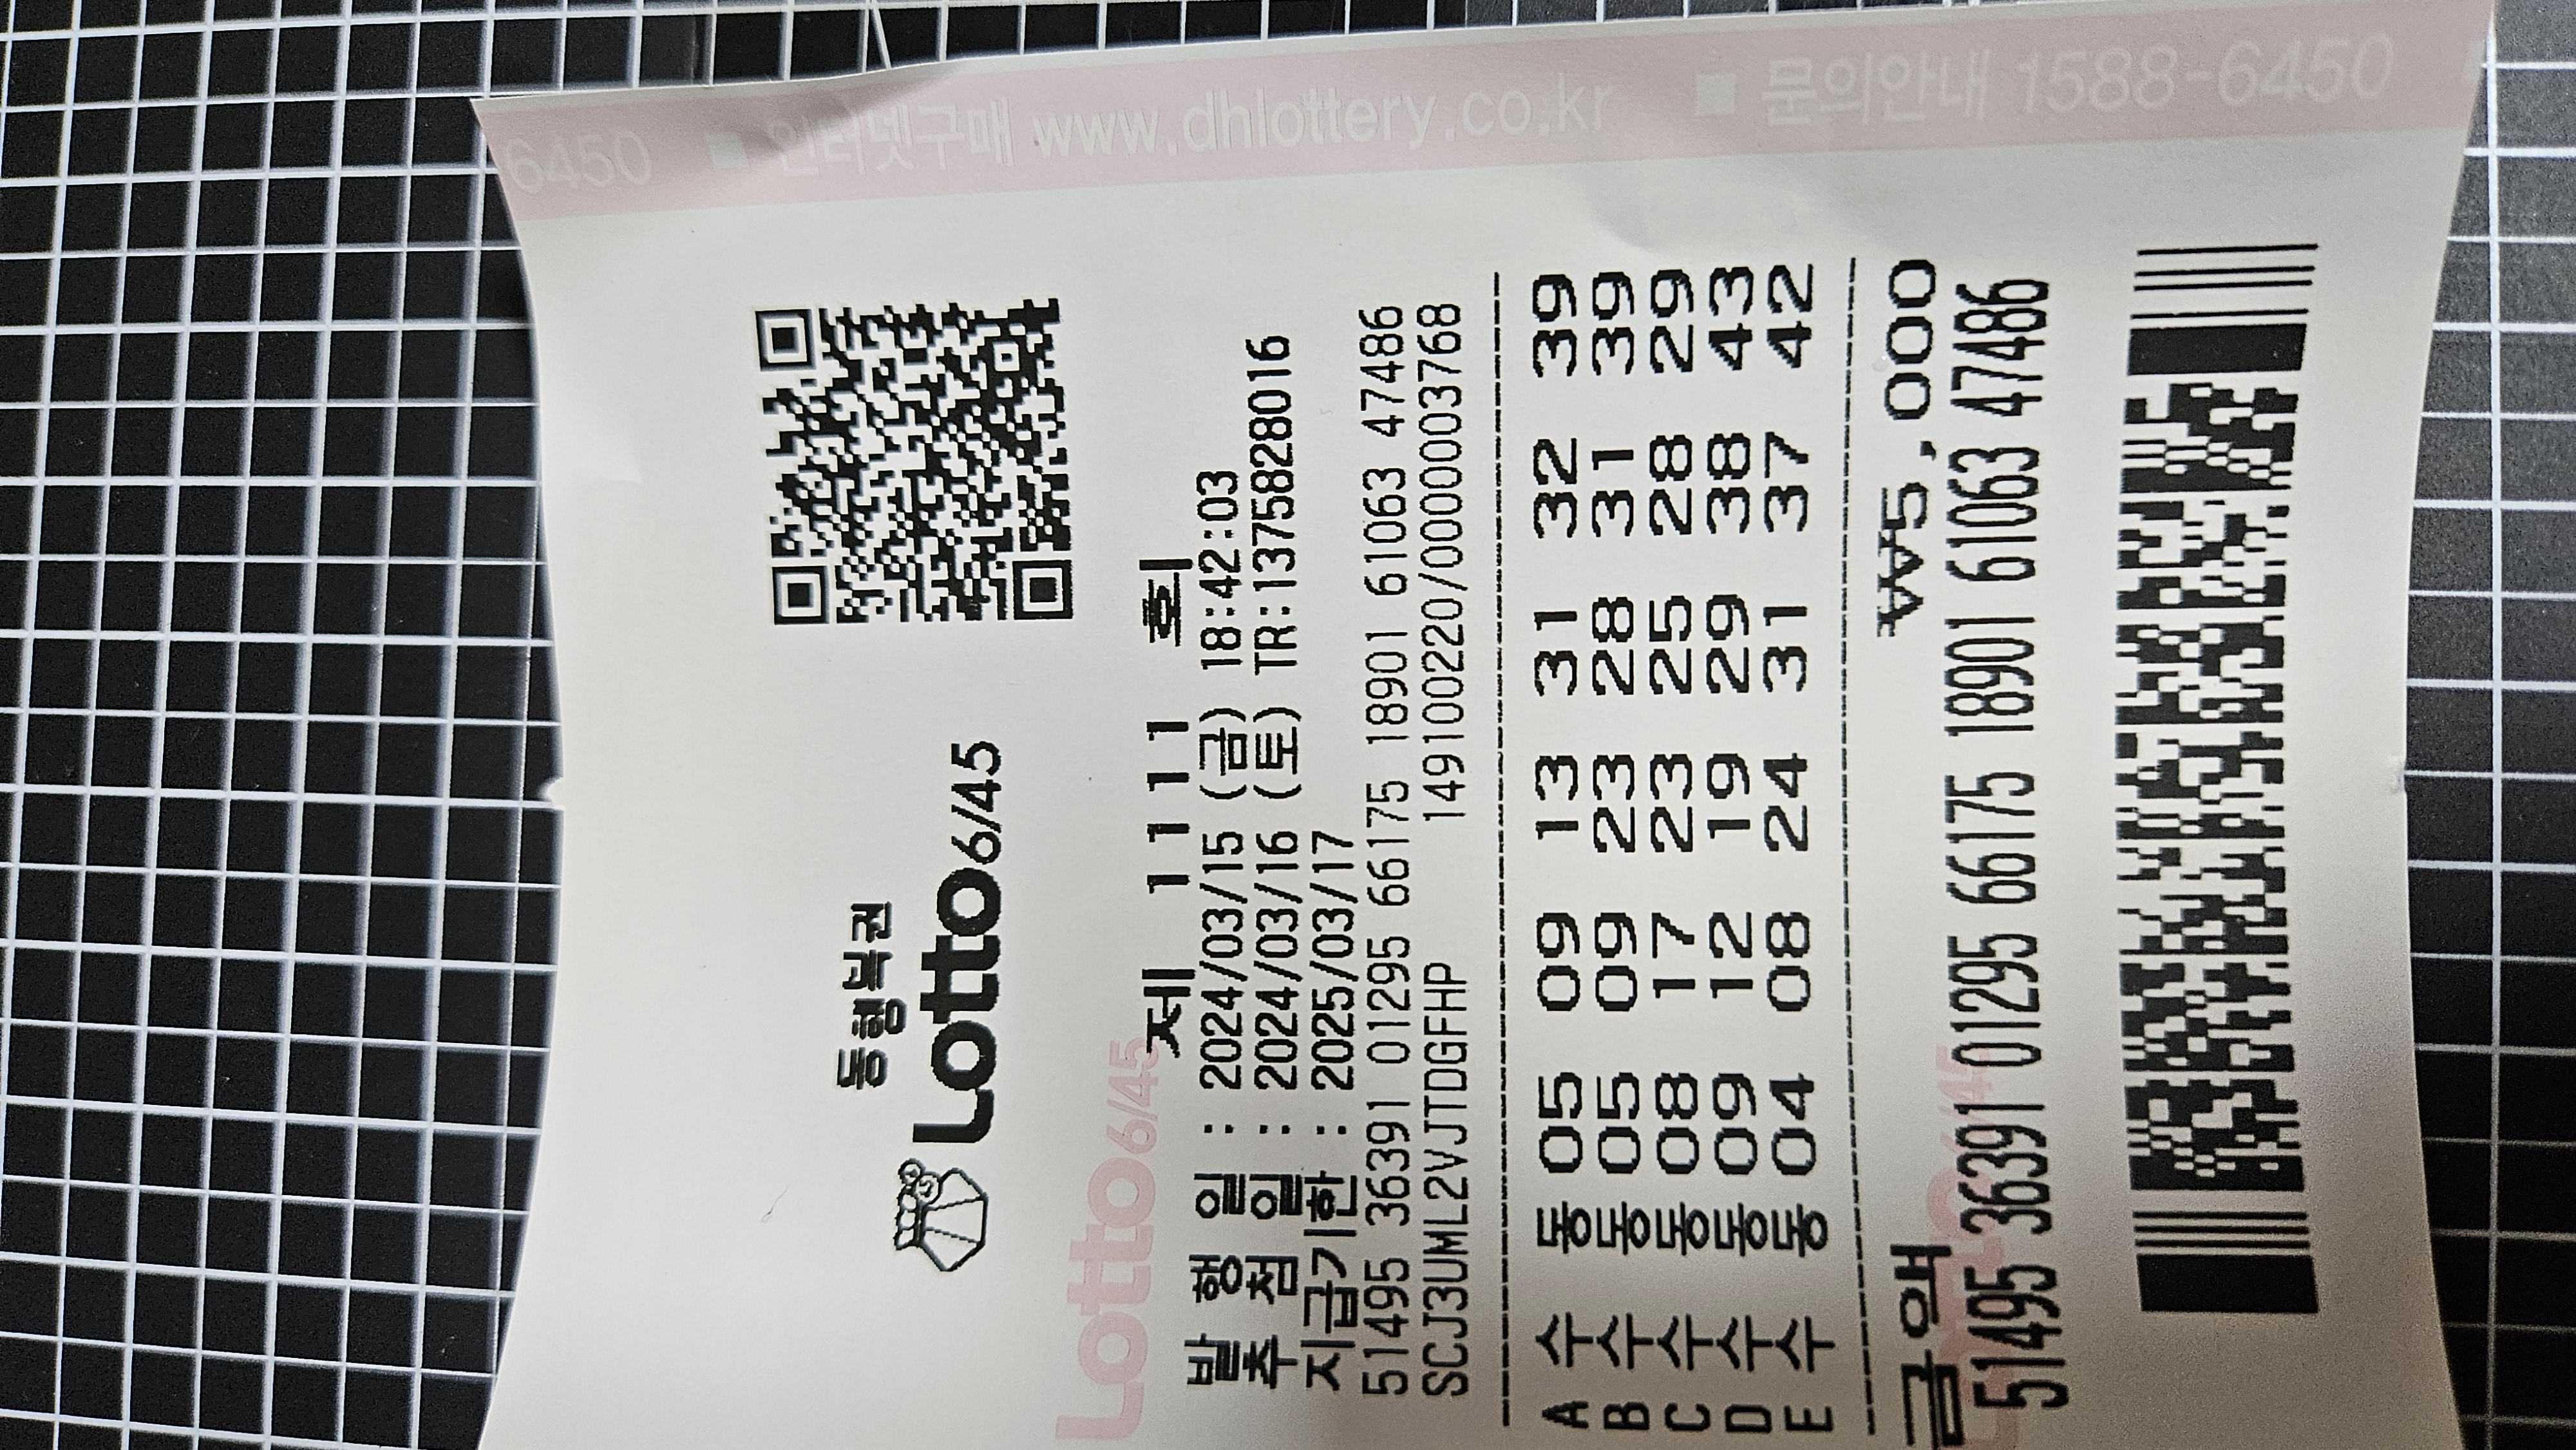 동행복권
Lotto6/45
제 1111 회
발 행 일 : 2024/03/15 (금) 18:42:03
추 첨 일 : 2024/03/16 (토) TR:1375828016
지급기한 : 2025/03/17
51495 36391 01295 66175 18901 61063 47486
SCJ3UML2VJTDGFHP 149100220/0000003768
A 수동 05 09 13 31 32 39
B 수동 05 09 23 28 31 39
C 수동 08 17 23 25 28 29
D 수동 09 12 19 29 38 43
E 수동 04 08 24 31 37 42
금액 ₩5,000
51495 36391 01295 66175 18901 61063 47486
Lotto6/45
6450 ■ 인터넷구매 www.dhlottery.co.kr ■ 문의안내 1588-6450